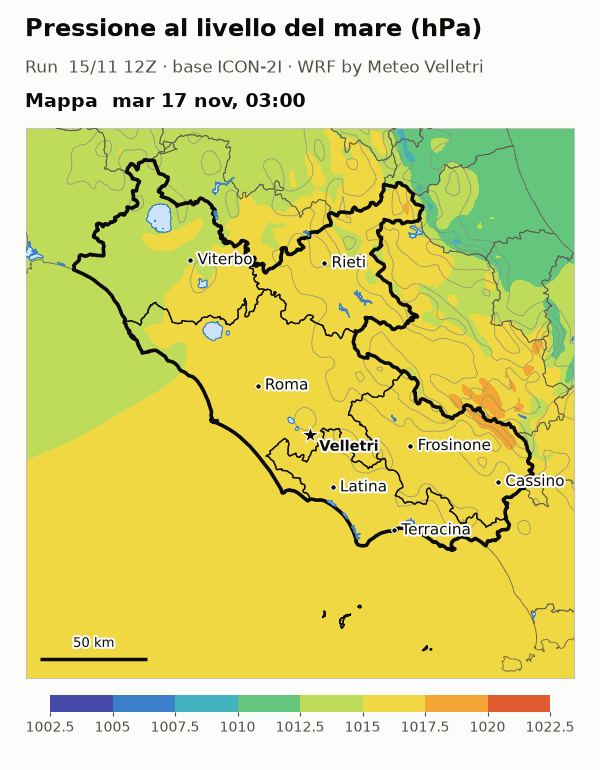 Pressione al livello del mare (hPa)
Run  15/11 12Z · base ICON-2I · WRF by Meteo Velletri
Mappa  mar 17 nov, 03:00
Viterbo
Rieti
Roma
Velletri
Frosinone
Latina
Cassino
Terracina
50 km
1002.5 1005 1007.5 1010 1012.5 1015 1017.5 1020 1022.5